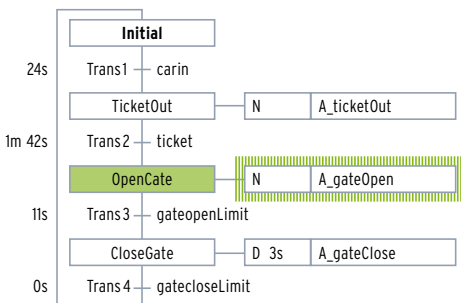 Initial
24s Trans1 carin
TicketOut N A_ticketOut
1m 42s Trans2 ticket
OpenCate N A_gateOpen
11s Trans3 gateopenLimit
CloseGate D 3s A_gateClose
0s Trans4 gatecloseLimit